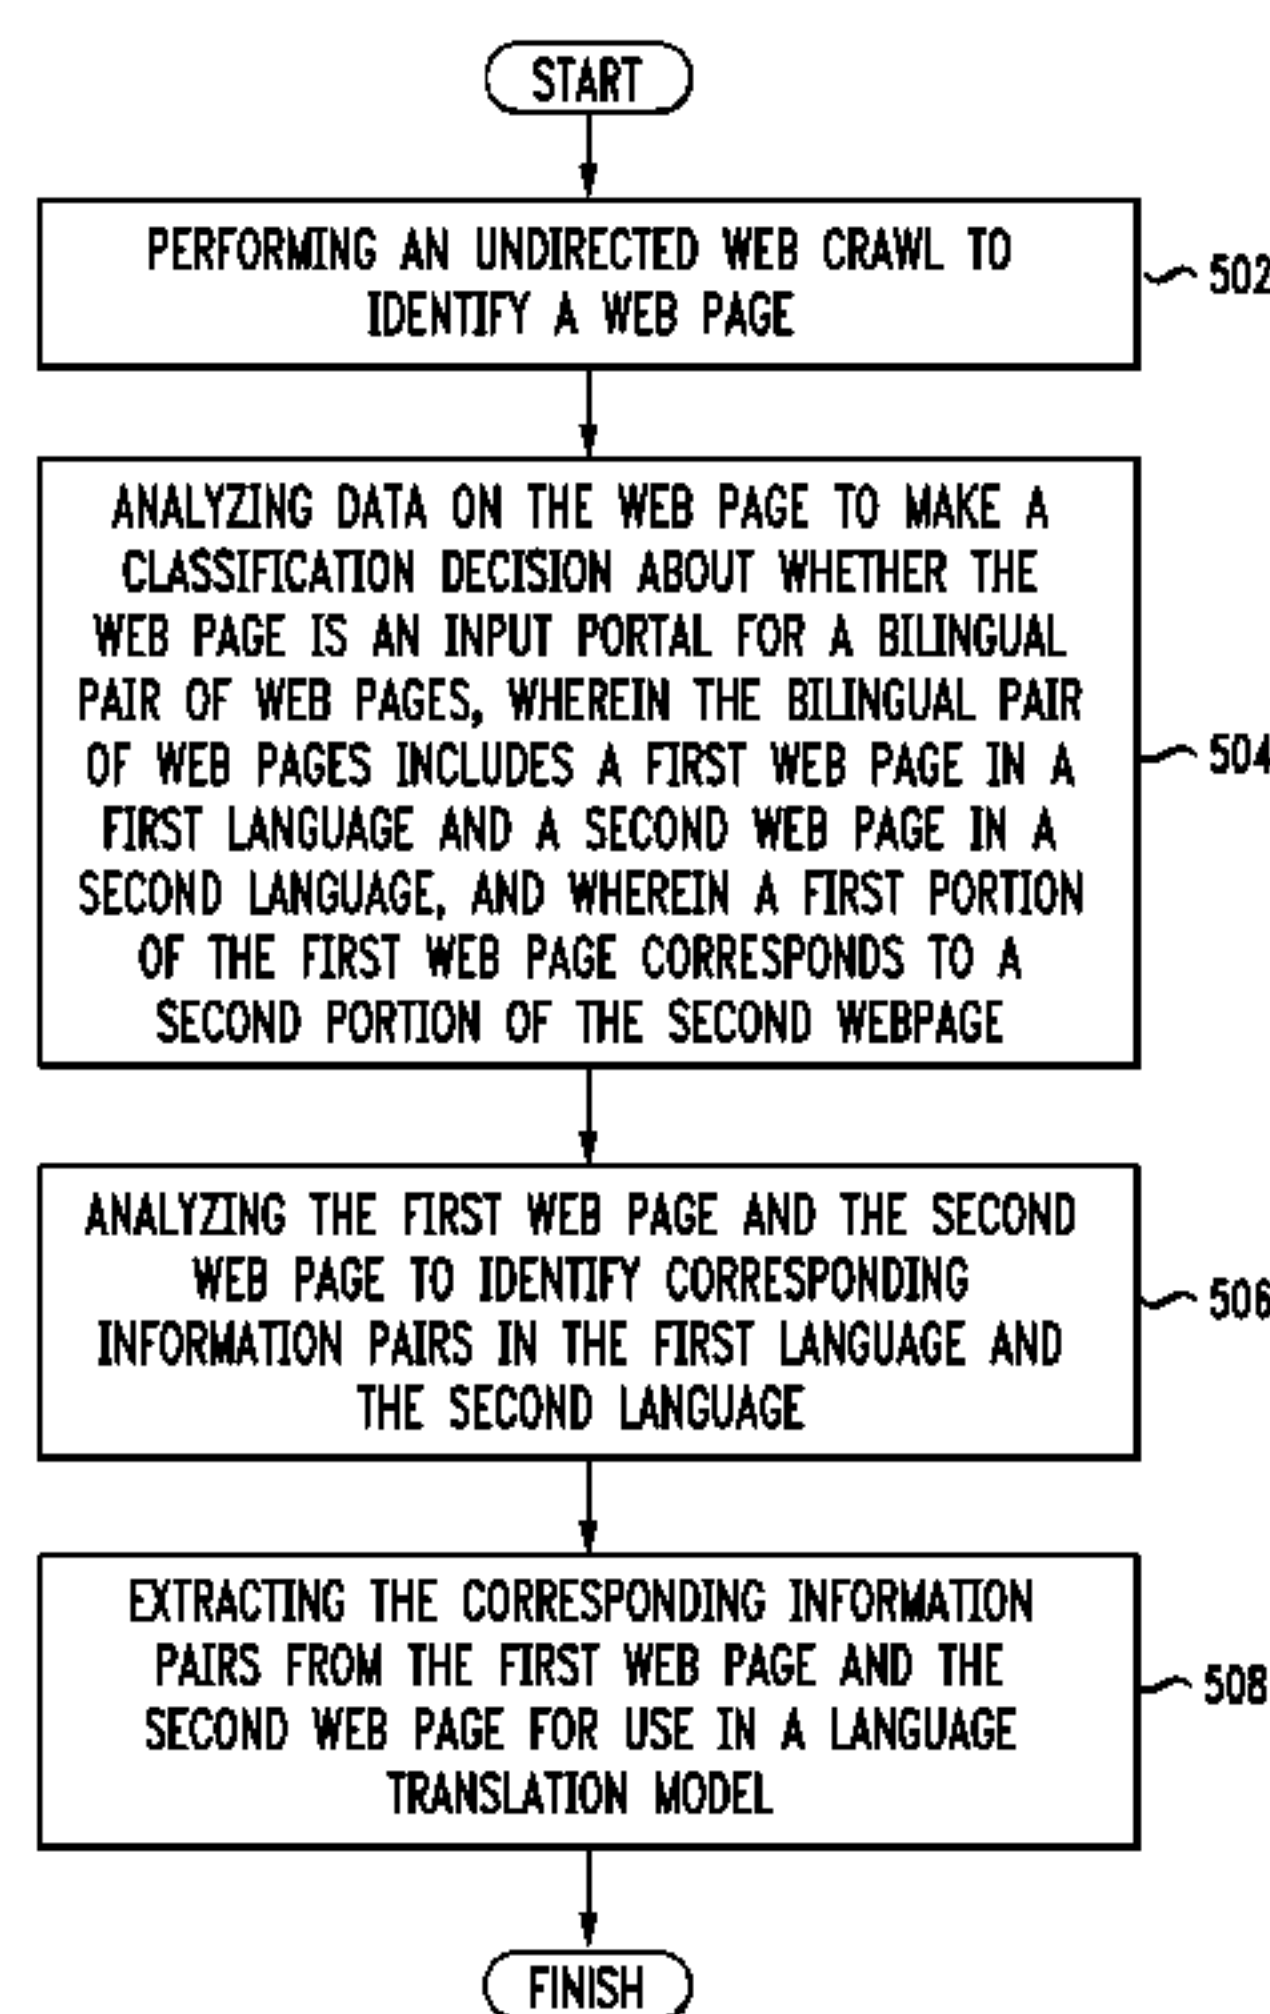 START
PERFORMING AN UNDIRECTED WEB CRAWL TO
IDENTIFY A WEB PAGE
502
ANALYZING DATA ON THE WEB PAGE TO MAKE A
CLASSIFICATION DECISION ABOUT WHETHER THE
WEB PAGE IS AN INPUT PORTAL FOR A BILINGUAL
PAIR OF WEB PAGES, WHEREIN THE BILINGUAL PAIR
OF WEB PAGES INCLUDES A FIRST WEB PAGE IN A
FIRST LANGUAGE AND A SECOND WEB PAGE IN A
SECOND LANGUAGE, AND WHEREIN A FIRST PORTION
OF THE FIRST WEB PAGE CORRESPONDS TO A
SECOND PORTION OF THE SECOND WEBPAGE
504
ANALYZING THE FIRST WEB PAGE AND THE SECOND
WEB PAGE TO IDENTIFY CORRESPONDING
INFORMATION PAIRS IN THE FIRST LANGUAGE AND
THE SECOND LANGUAGE
506
EXTRACTING THE CORRESPONDING INFORMATION
PAIRS FROM THE FIRST WEB PAGE AND THE
SECOND WEB PAGE FOR USE IN A LANGUAGE
TRANSLATION MODEL
508
FINISH